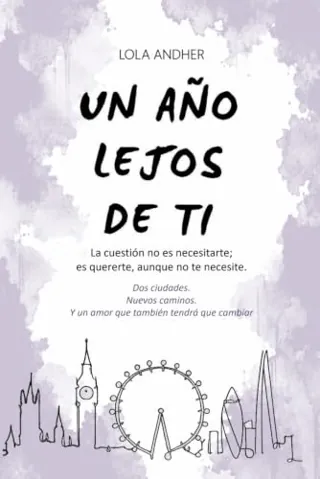 LOLA ANDHER
UN AÑO
LEJOS
DE TI
La cuestión no es necesitarte;
es quererte, aunque no te necesite.
Dos ciudades.
Nuevos caminos.
Y un amor que también tendrá que cambiar